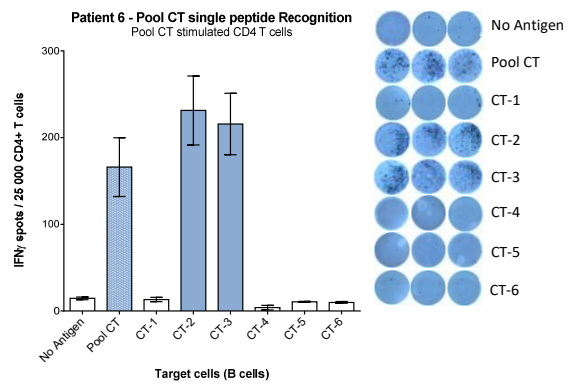 Patient 6 - Pool CT single peptide Recognition
Pool CT stimulated CD4 T cells
IFNγ spots / 25 000 CD4+ T cells
300
200
100
0
No Antigen
Pool CT
CT-1
CT-2
CT-3
CT-4
CT-5
CT-6
Target cells (B cells)
No Antigen
Pool CT
CT-1
CT-2
CT-3
CT-4
CT-5
CT-6